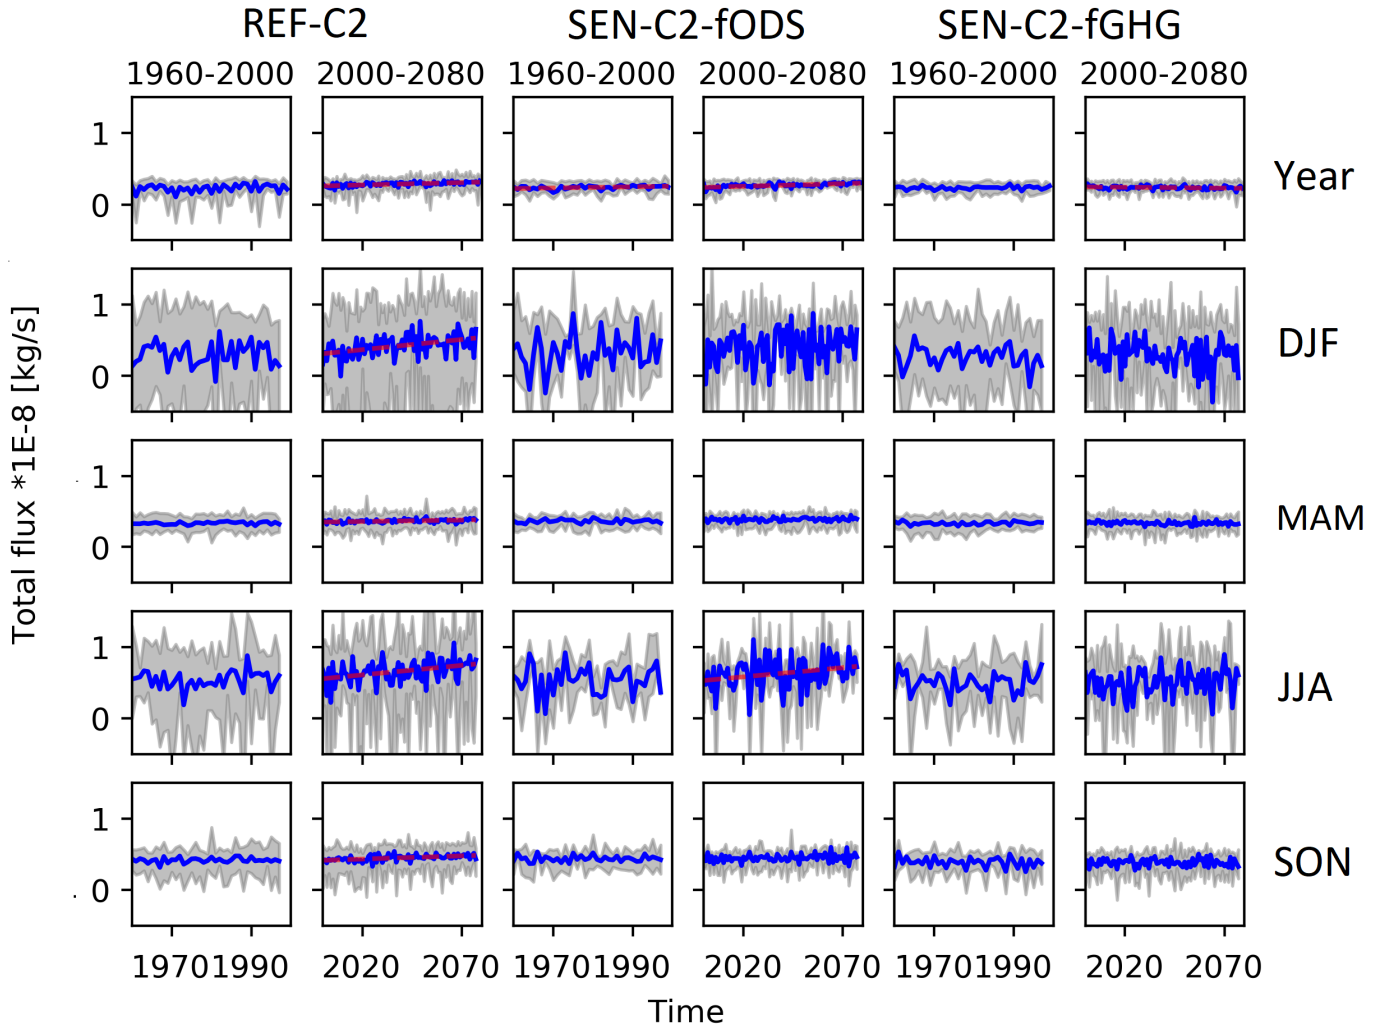 REF-C2 SEN-C2-fODS SEN-C2-fGHG
1960-2000 2000-2080 1960-2000 2000-2080 1960-2000 2000-2080
1
0
Year
1
0
DJF
Total flux *1E-8 [kg/s]
1
0
MAM
1
0
JJA
1
0
SON
1970 1990 2020 2070 1970 1990 2020 2070 1970 1990 2020 2070
Time